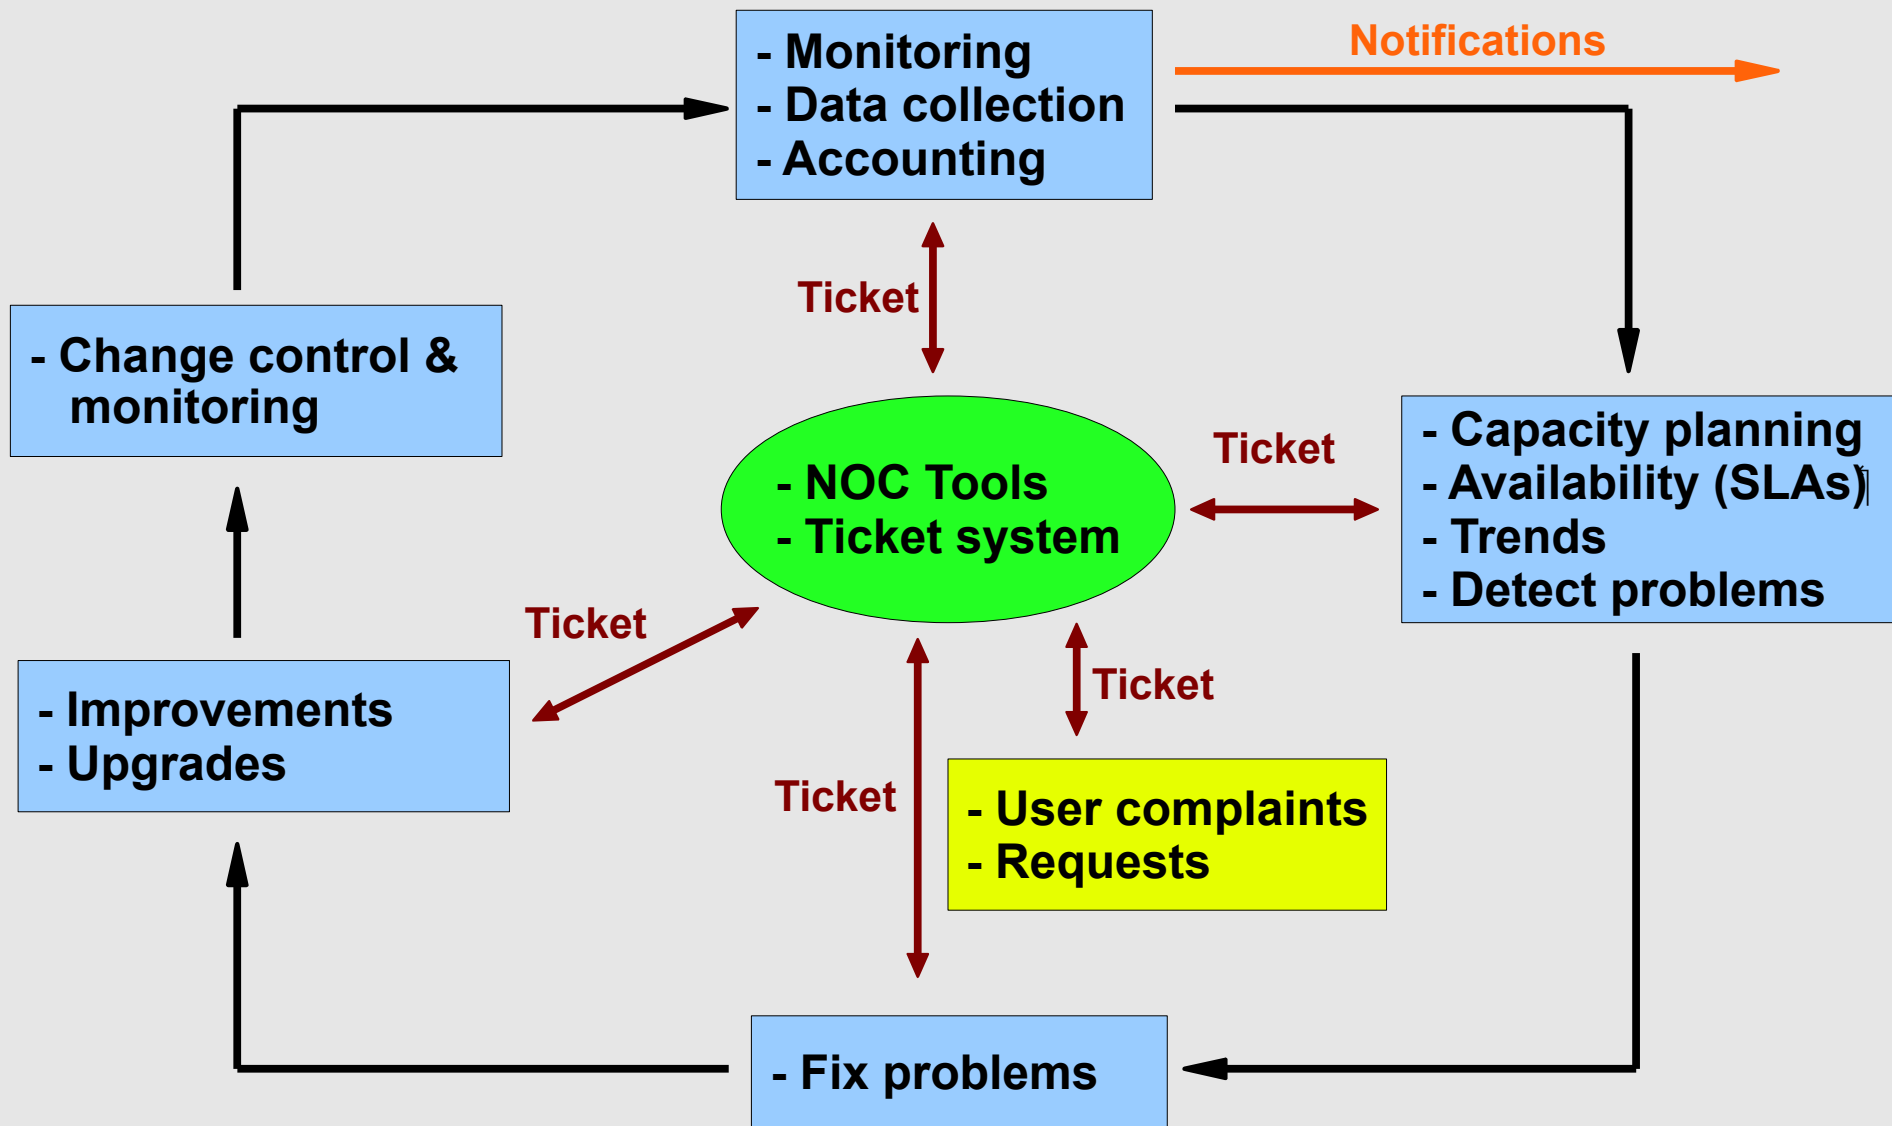 Notifications
- Monitoring
- Data collection
- Accounting
Ticket
- Change control &
monitoring
- NOC Tools
- Ticket system
Ticket
- Capacity planning
- Availability (SLAs)
- Trends
- Detect problems
Ticket
Ticket
- Improvements
- Upgrades
Ticket
- User complaints
- Requests
- Fix problems